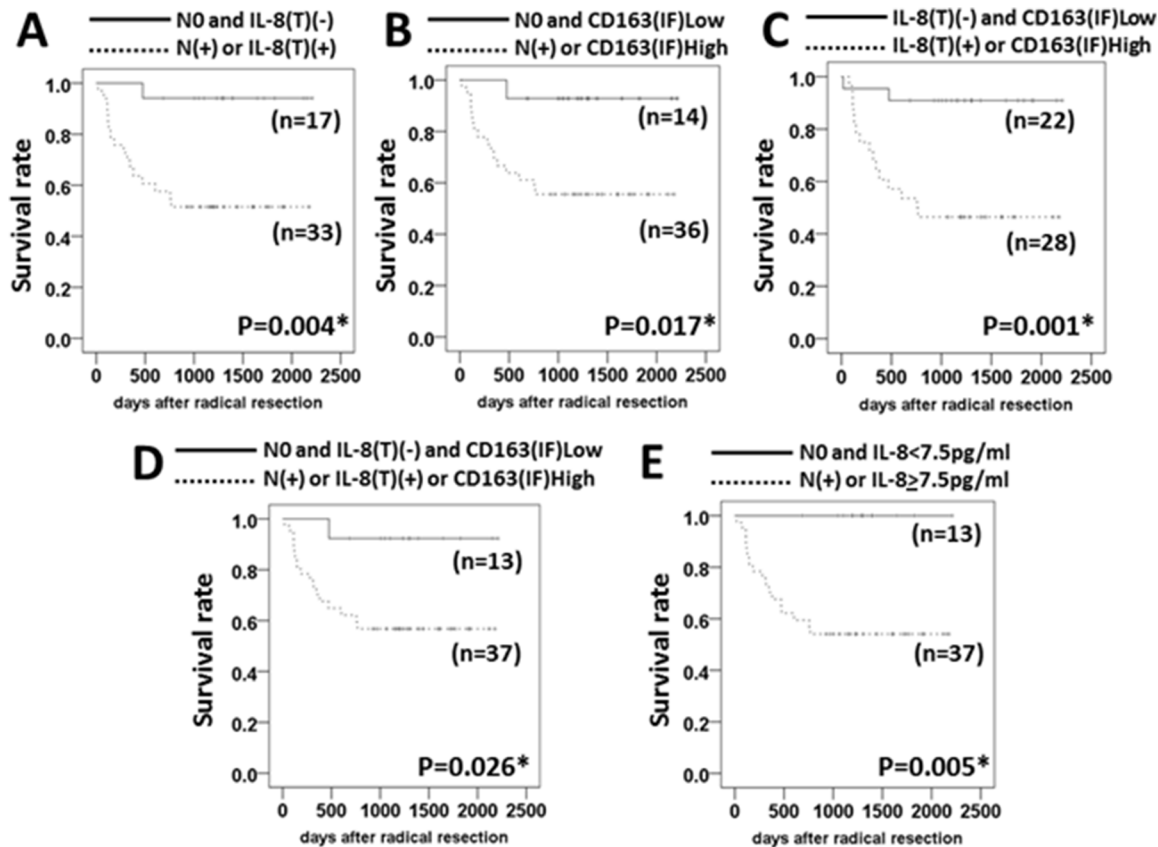 A
N0 and IL-8(T)(-)
N(+) or IL-8(T)(+)
Survival rate
1.0
0.8
0.6
0.4
0.2
0.0
(n=17)
(n=33)
P=0.004*
0 500 1000 1500 2000 2500
days after radical resection
B
N0 and CD163(IF)Low
N(+) or CD163(IF)High
Survival rate
1.0
0.8
0.6
0.4
0.2
0.0
(n=14)
(n=36)
P=0.017*
0 500 1000 1500 2000 2500
days after radical resection
C
IL-8(T)(-) and CD163(IF)Low
IL-8(T)(+) or CD163(IF)High
Survival rate
1.0
0.8
0.6
0.4
0.2
0.0
(n=22)
(n=28)
P=0.001*
0 500 1000 1500 2000 2500
days after radical resection
D
N0 and IL-8(T)(-) and CD163(IF)Low
N(+) or IL-8(T)(+) or CD163(IF)High
Survival rate
1.0
0.8
0.6
0.4
0.2
0.0
(n=13)
(n=37)
P=0.026*
0 500 1000 1500 2000 2500
days after radical resection
E
N0 and IL-8<7.5pg/ml
N(+) or IL-8≥7.5pg/ml
Survival rate
1.0
0.8
0.6
0.4
0.2
0.0
(n=13)
(n=37)
P=0.005*
0 500 1000 1500 2000 2500
days after radical resection